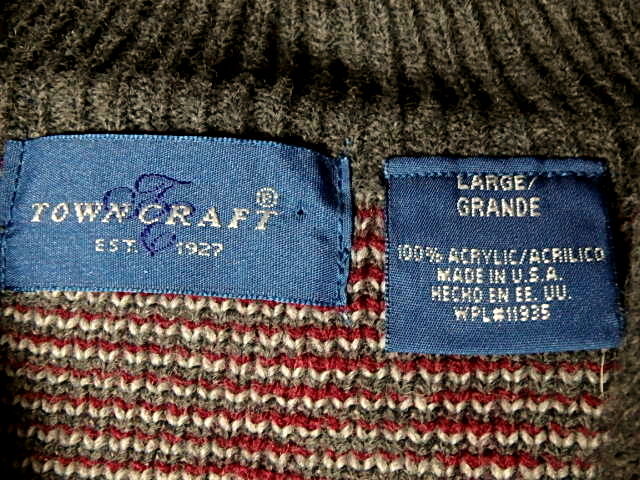 TOWNCRAFT®
EST. 1927
LARGE/
GRANDE
100% ACRYLIC/ACRILICO
MADE IN U.S.A.
HECHO EN EE. UU.
WPL#11935